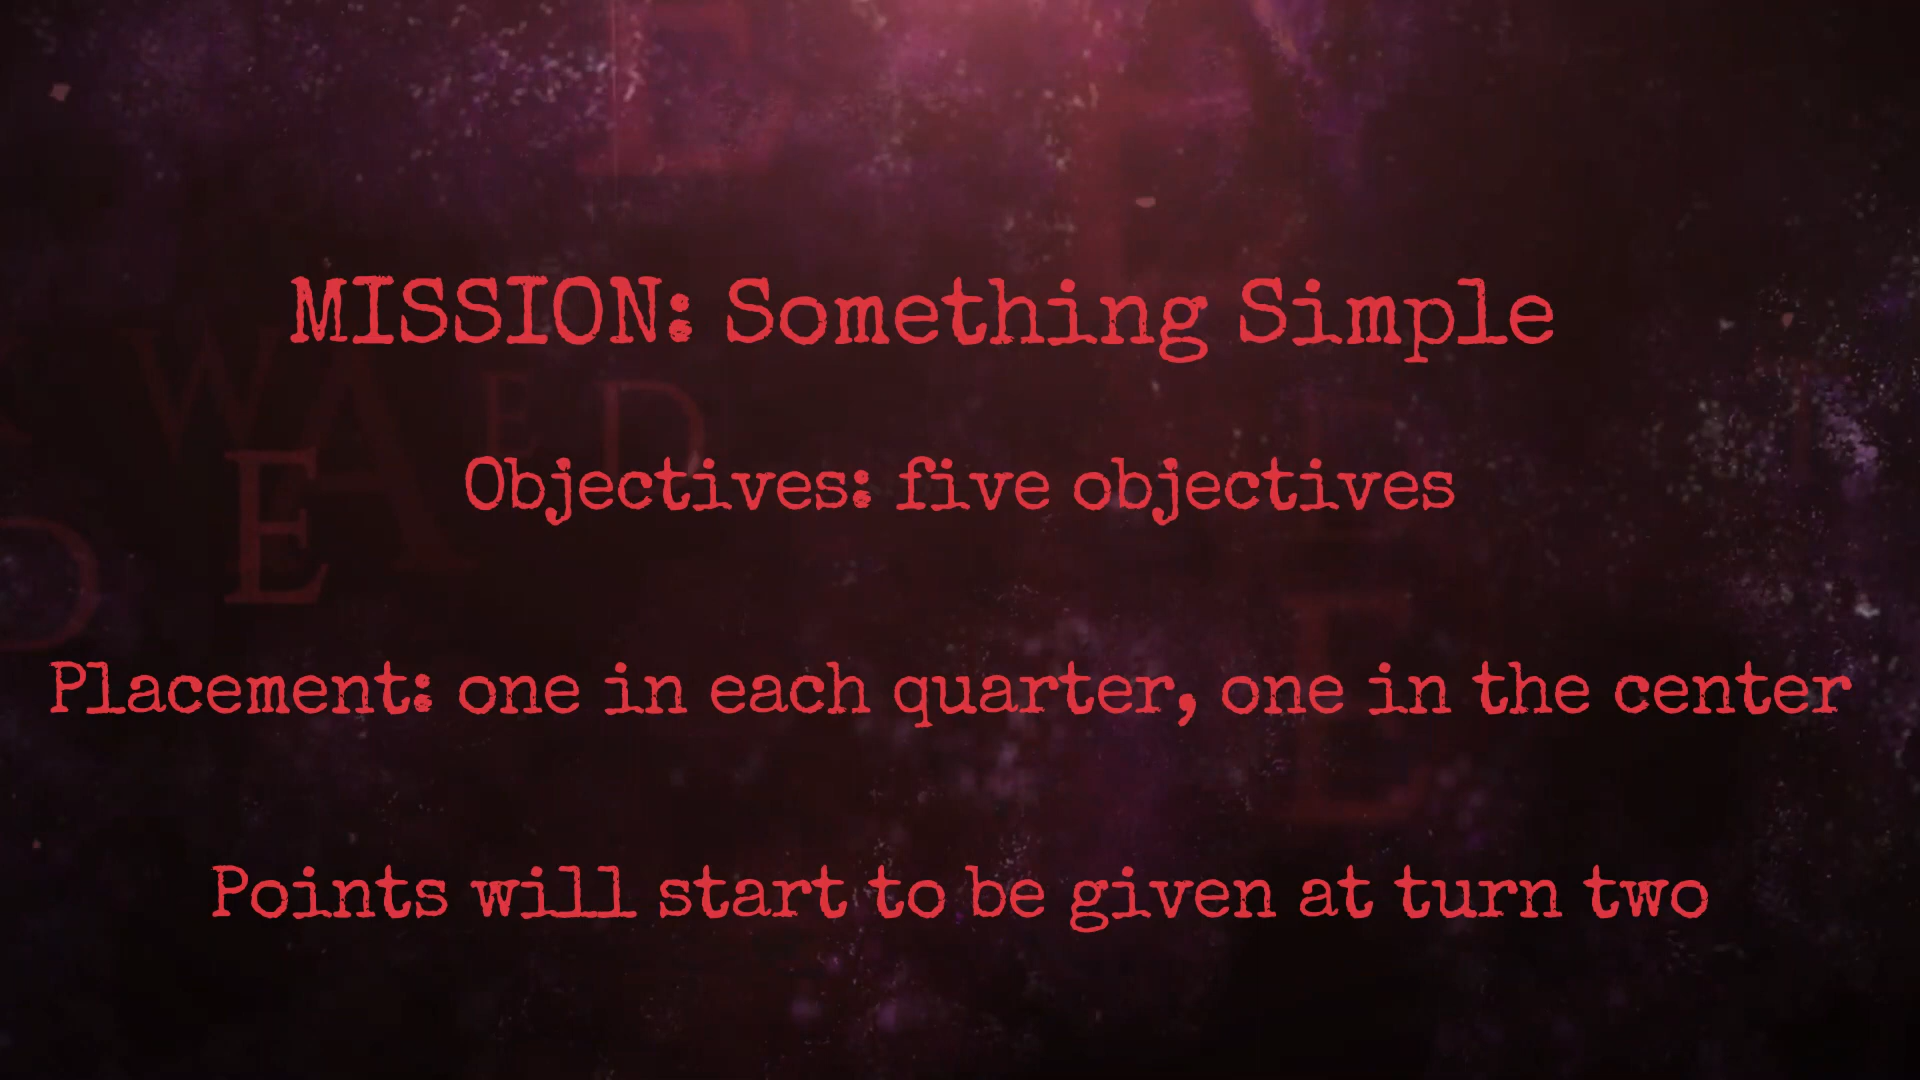 MISSION: Something Simple
Objectives: five objectives
Placement: one in each quarter, one in the center
Points will start to be given at turn two